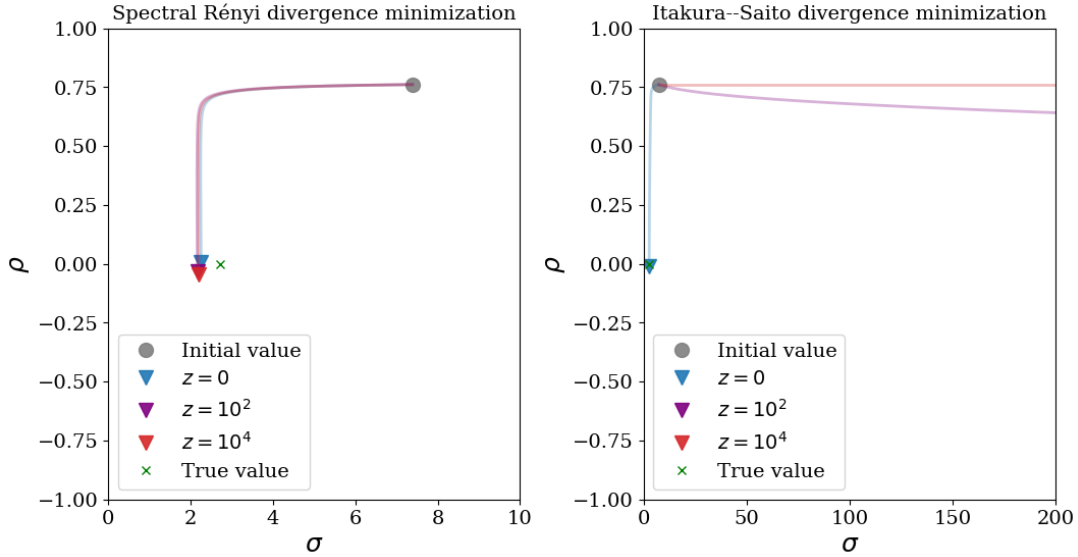 Spectral Rényi divergence minimization
1.00
0.75
0.50
0.25
0.00
−0.25
−0.50
−0.75
−1.00
ρ
Initial value
z = 0
z = 10²
z = 10⁴
True value
0 2 4 6 8 10
σ
Itakura--Saito divergence minimization
1.00
0.75
0.50
0.25
0.00
−0.25
−0.50
−0.75
−1.00
ρ
Initial value
z = 0
z = 10²
z = 10⁴
True value
0 50 100 150 200
σ